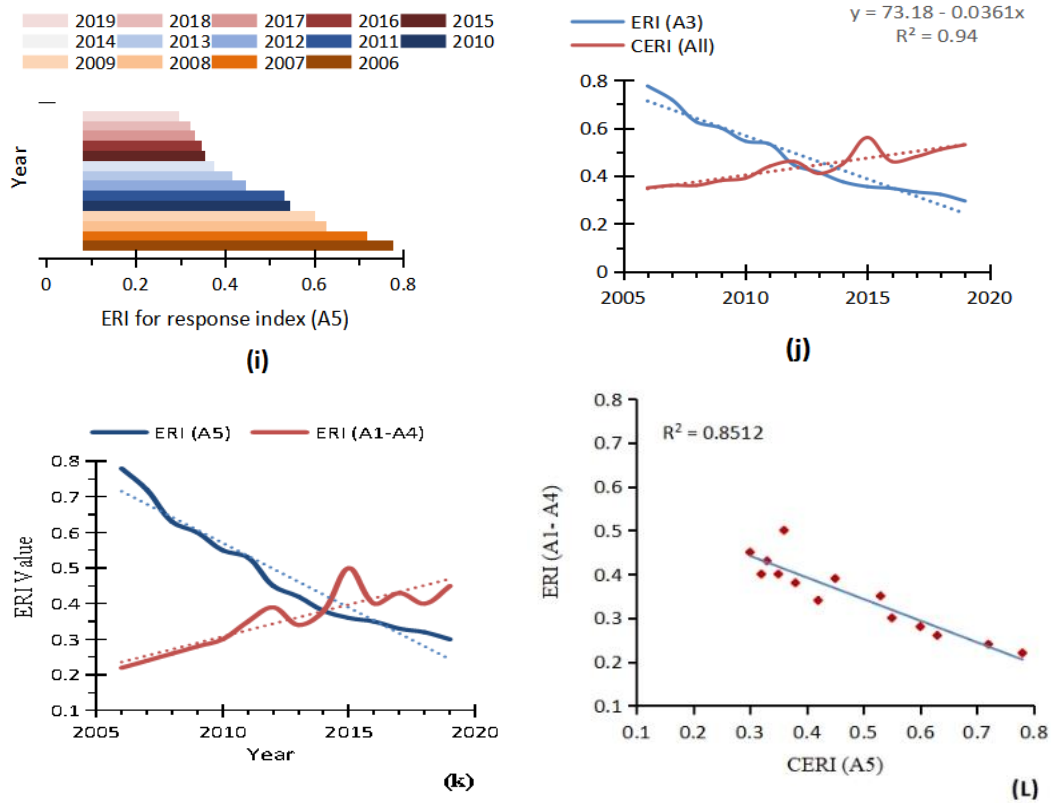 2019 2018 2017 2016 2015
2014 2013 2012 2011 2010
2009 2008 2007 2006
Year
0 0.2 0.4 0.6 0.8
ERI for response index (A5)
(i)
ERI (A3)
CERI (All)
y = 73.18 - 0.0361x
R² = 0.94
0.8
0.6
0.4
0.2
0
2005 2010 2015 2020
(j)
ERI (A5) ERI (A1-A4)
ERI Value
0.8
0.7
0.6
0.5
0.4
0.3
0.2
0.1
2005 2010 2015 2020
Year
(k)
R² = 0.8512
ERI (A1- A4)
0.8
0.7
0.6
0.5
0.4
0.3
0.2
0.1
0.1 0.2 0.3 0.4 0.5 0.6 0.7 0.8
CERI (A5)
(L)